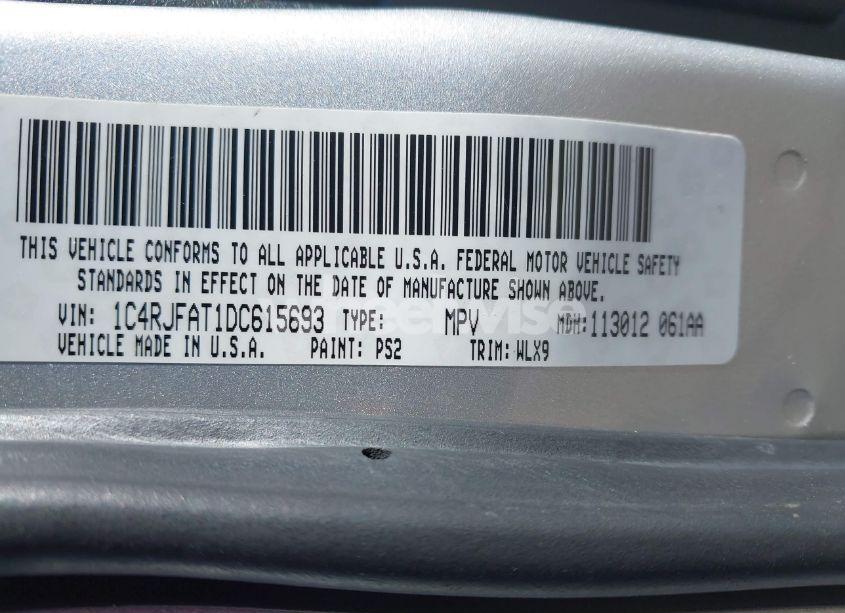 THIS VEHICLE CONFORMS TO ALL APPLICABLE U.S.A. FEDERAL MOTOR VEHICLE SAFETY
STANDARDS IN EFFECT ON THE DATE OF MANUFACTURE SHOWN ABOVE.
VIN: 1C4RJFAT1DC615693 TYPE: MPV MDH:113012 061AA
VEHICLE MADE IN U.S.A. PAINT: PS2 TRIM: WLX9